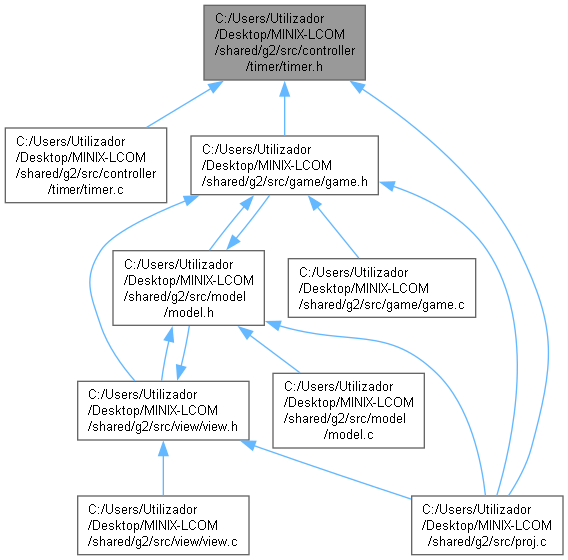 C:/Users/Utilizador
/Desktop/MINIX-LCOM
/shared/g2/src/controller
/timer/timer.h
C:/Users/Utilizador
/Desktop/MINIX-LCOM
/shared/g2/src/controller
/timer/timer.c
C:/Users/Utilizador
/Desktop/MINIX-LCOM
/shared/g2/src/game/game.h
C:/Users/Utilizador
/Desktop/MINIX-LCOM
/shared/g2/src/model
/model.h
C:/Users/Utilizador
/Desktop/MINIX-LCOM
/shared/g2/src/game/game.c
C:/Users/Utilizador
/Desktop/MINIX-LCOM
/shared/g2/src/view/view.h
C:/Users/Utilizador
/Desktop/MINIX-LCOM
/shared/g2/src/model
/model.c
C:/Users/Utilizador
/Desktop/MINIX-LCOM
/shared/g2/src/view/view.c
C:/Users/Utilizador
/Desktop/MINIX-LCOM
/shared/g2/src/proj.c